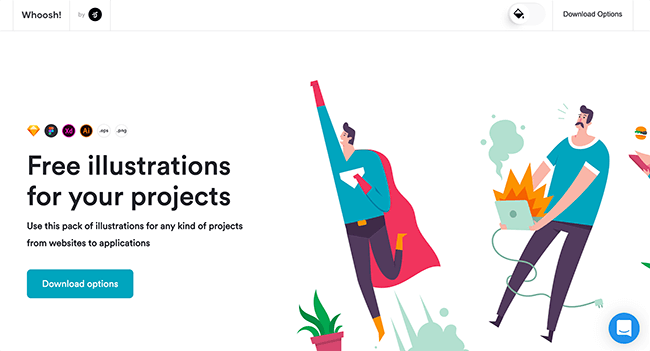 Whoosh!
by
Download Options
Xd Ai .eps .png
Free illustrations
for your projects
Use this pack of illustrations for any kind of projects
from websites to applications
Download options